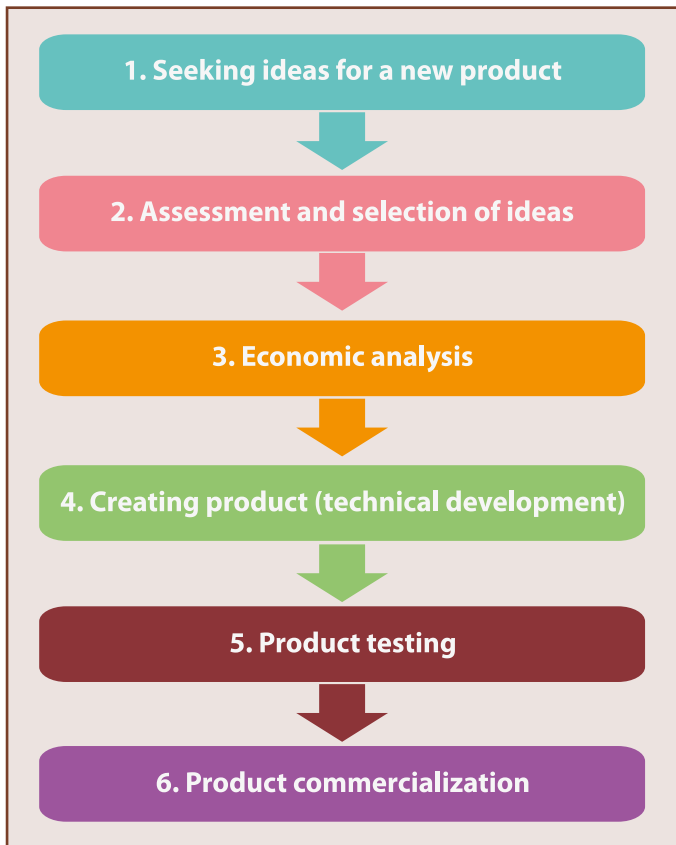 1. Seeking ideas for a new product
2. Assessment and selection of ideas
3. Economic analysis
4. Creating product (technical development)
5. Product testing
6. Product commercialization